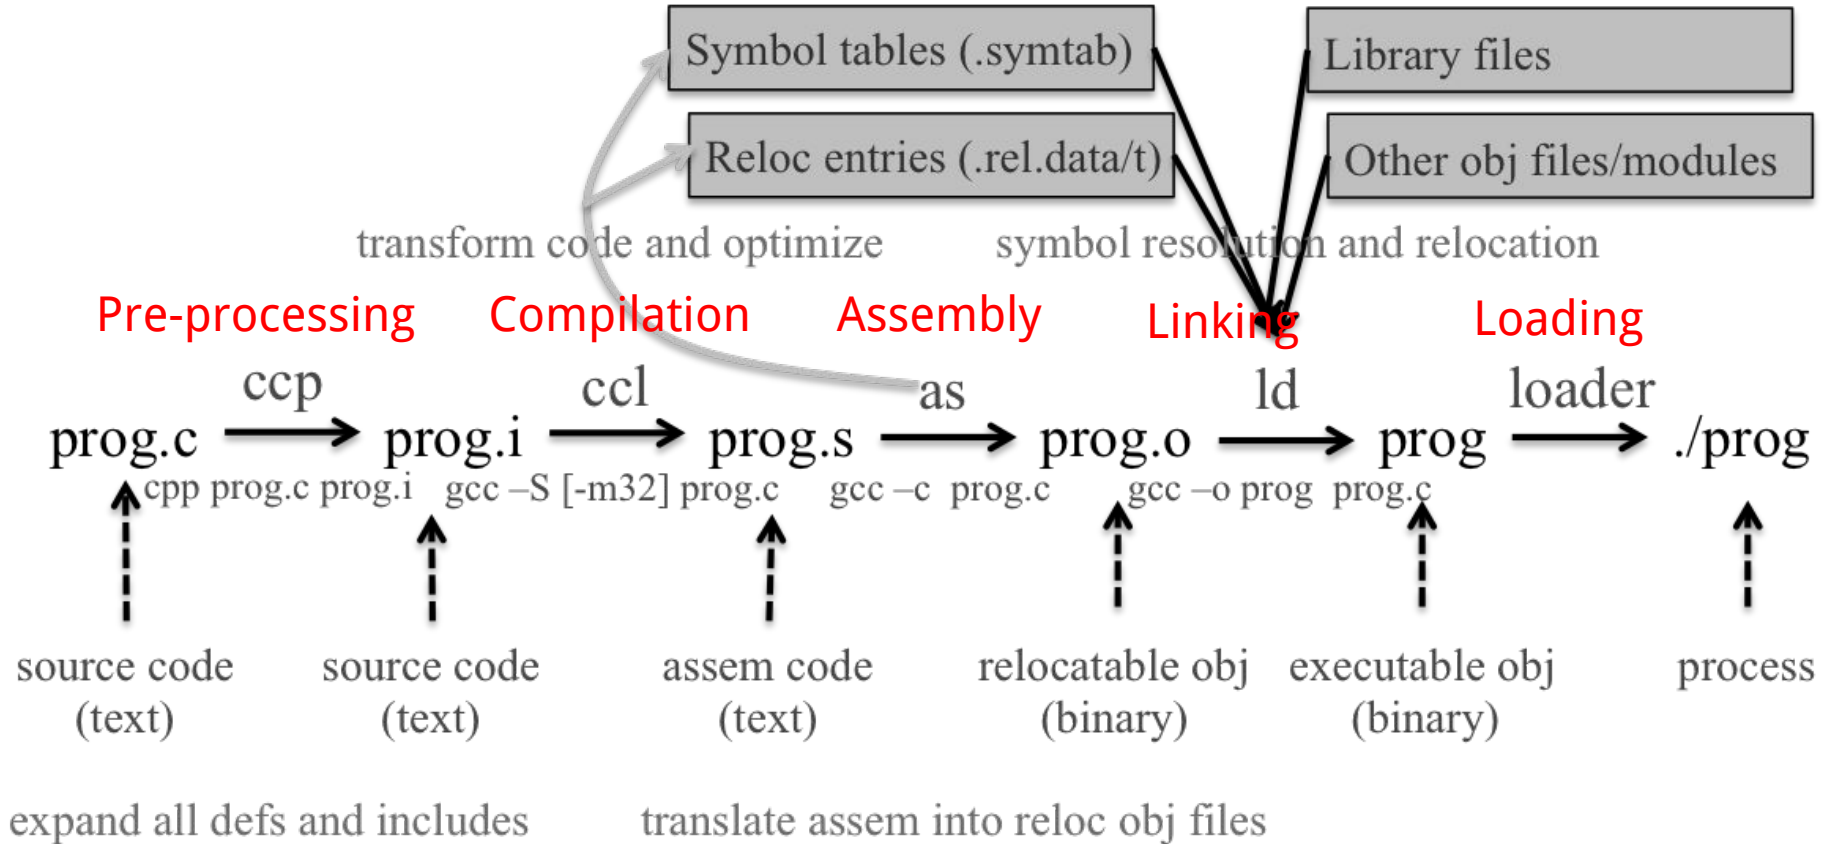 Symbol tables (.symtab)
Library files
Reloc entries (.rel.data/t)
Other obj files/modules
transform code and optimize
symbol resolution and relocation
Pre-processing
Compilation
Assembly
Linking
Loading
ccp
ccl
as
ld
loader
prog.c
prog.i
prog.s
prog.o
prog
./prog
cpp prog.c prog.i
gcc –S [-m32] prog.c
gcc –c prog.c
gcc –o prog prog.c
source code
(text)
source code
(text)
assem code
(text)
relocatable obj
(binary)
executable obj
(binary)
process
expand all defs and includes
translate assem into reloc obj files